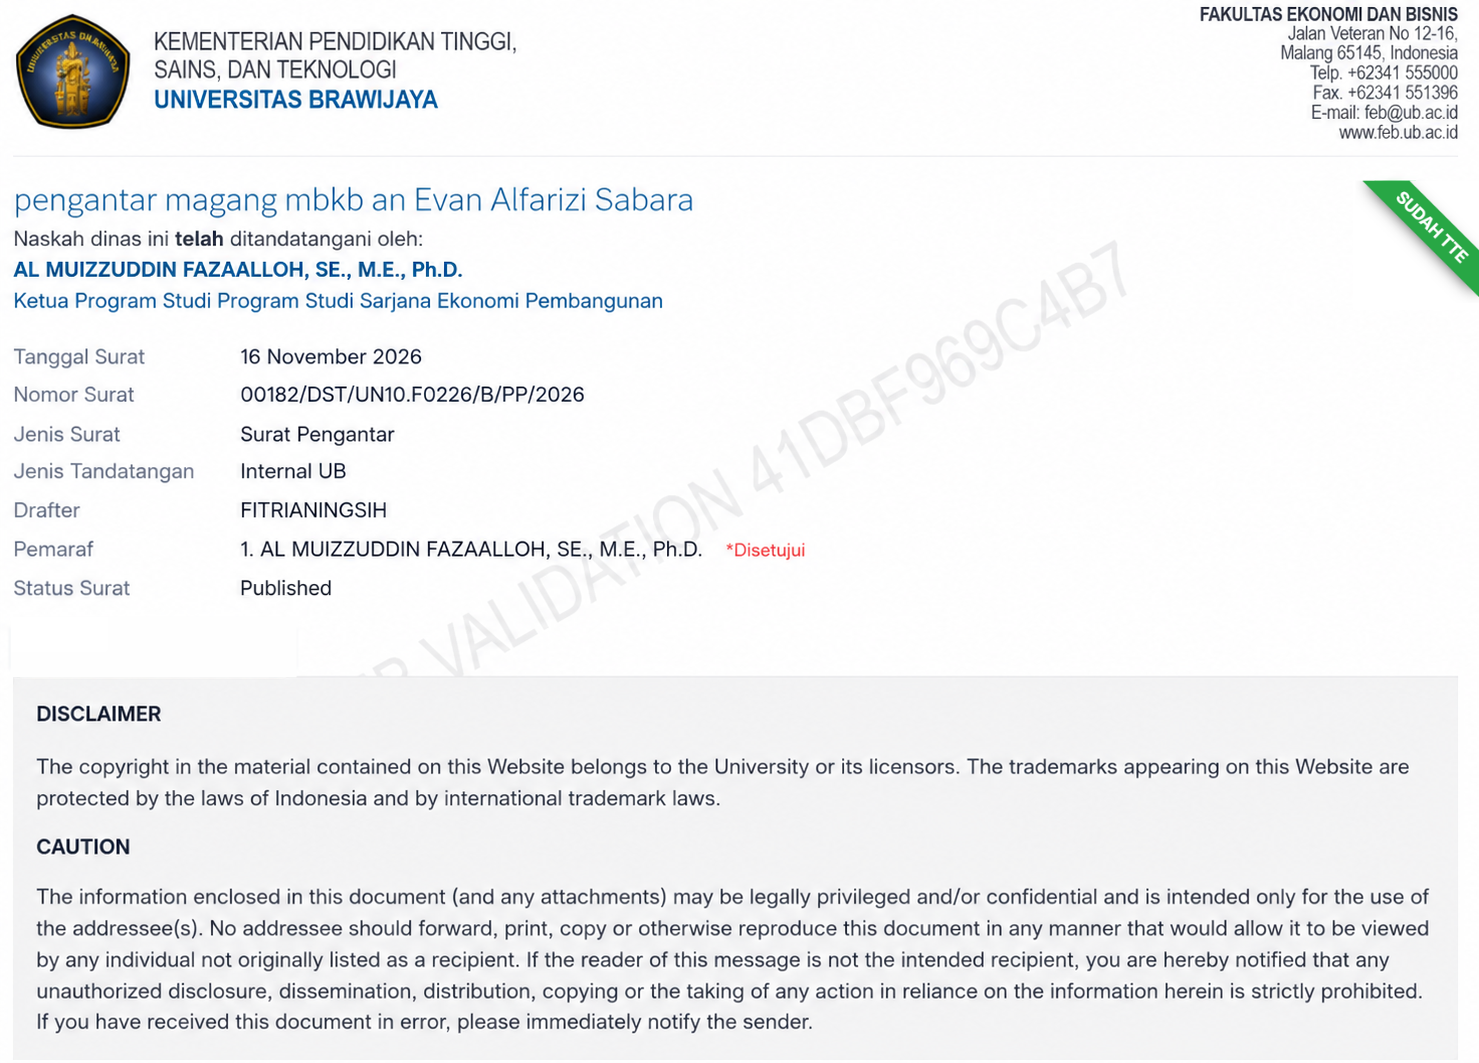 UNIVERSITAS BRAWIJAYA
KEMENTERIAN PENDIDIKAN TINGGI,
SAINS, DAN TEKNOLOGI
UNIVERSITAS BRAWIJAYA
FAKULTAS EKONOMI DAN BISNIS
Jalan Veteran No 12-16,
Malang 65145, Indonesia
Telp. +62341 555000
Fax. +62341 551396
E-mail: feb@ub.ac.id
www.feb.ub.ac.id
pengantar magang mbkb an Evan Alfarizi Sabara
SUDAH TTE
Naskah dinas ini telah ditandatangani oleh:
AL MUIZZUDDIN FAZAALLOH, SE., M.E., Ph.D.
Ketua Program Studi Program Studi Sarjana Ekonomi Pembangunan
Tanggal Surat 16 November 2026
Nomor Surat 00182/DST/UN10.F0226/B/PP/2026
Jenis Surat Surat Pengantar
Jenis Tandatangan Internal UB
Drafter FITRIANINGSIH
Pemaraf 1. AL MUIZZUDDIN FAZAALLOH, SE., M.E., Ph.D. *Disetujui
Status Surat Published
VALIDATION 41DBF969C4B7
DISCLAIMER
The copyright in the material contained on this Website belongs to the University or its licensors. The trademarks appearing on this Website are
protected by the laws of Indonesia and by international trademark laws.
CAUTION
The information enclosed in this document (and any attachments) may be legally privileged and/or confidential and is intended only for the use of
the addressee(s). No addressee should forward, print, copy or otherwise reproduce this document in any manner that would allow it to be viewed
by any individual not originally listed as a recipient. If the reader of this message is not the intended recipient, you are hereby notified that any
unauthorized disclosure, dissemination, distribution, copying or the taking of any action in reliance on the information herein is strictly prohibited.
If you have received this document in error, please immediately notify the sender.